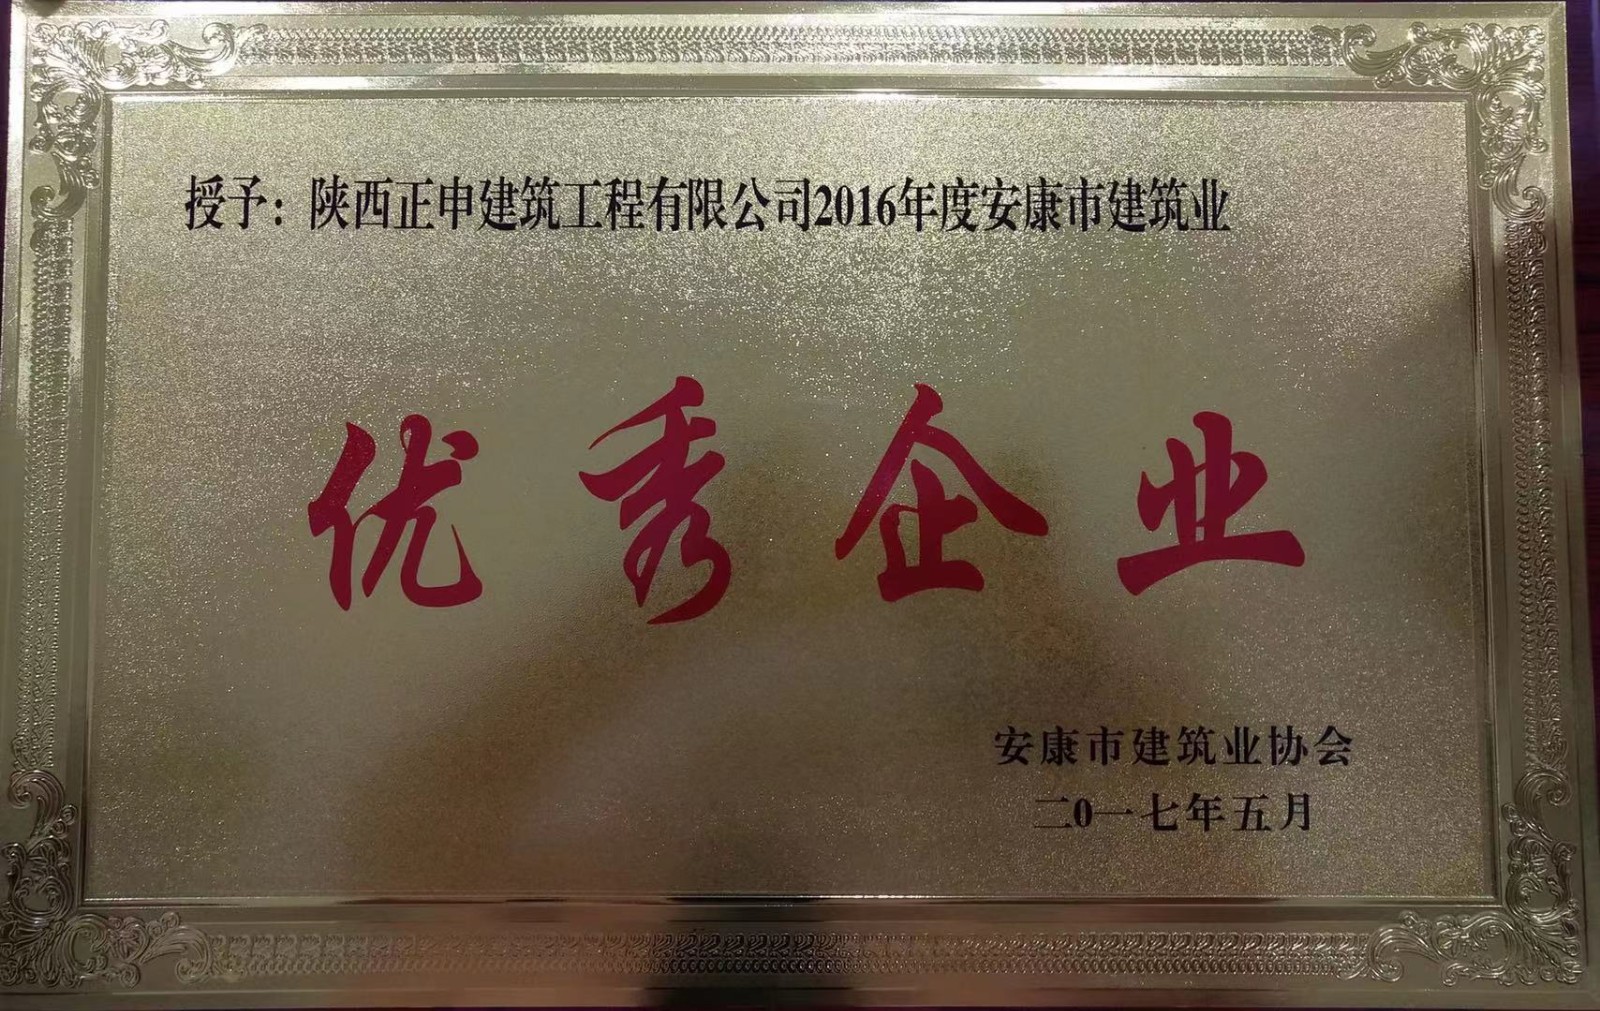 授予：陕西正申建筑工程有限公司2016年度安康市建筑业
优秀企业
安康市建筑业协会
二0一七年五月